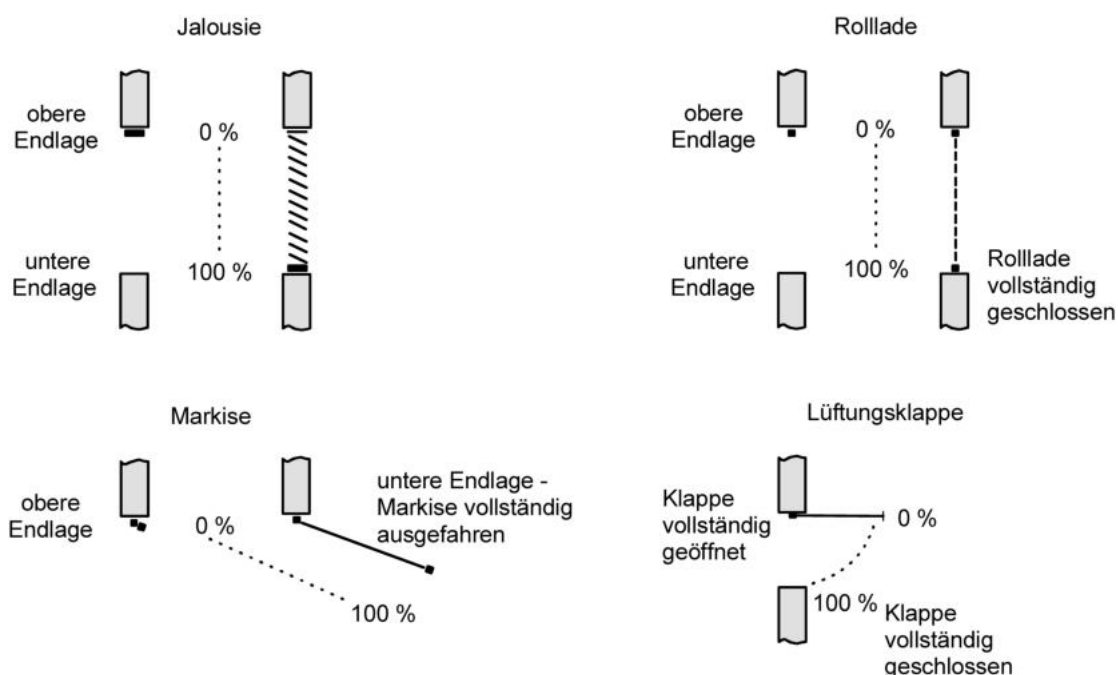 Jalousie
obere
Endlage
0 %
untere
Endlage
100 %
Rolllade
obere
Endlage
0 %
untere
Endlage
100 %
Rolllade
vollständig
geschlossen
Markise
obere
Endlage
0 %
untere Endlage -
Markise vollständig
ausgefahren
100 %
Lüftungsklappe
Klappe
vollständig
geöffnet
0 %
100 %
Klappe
vollständig
geschlossen